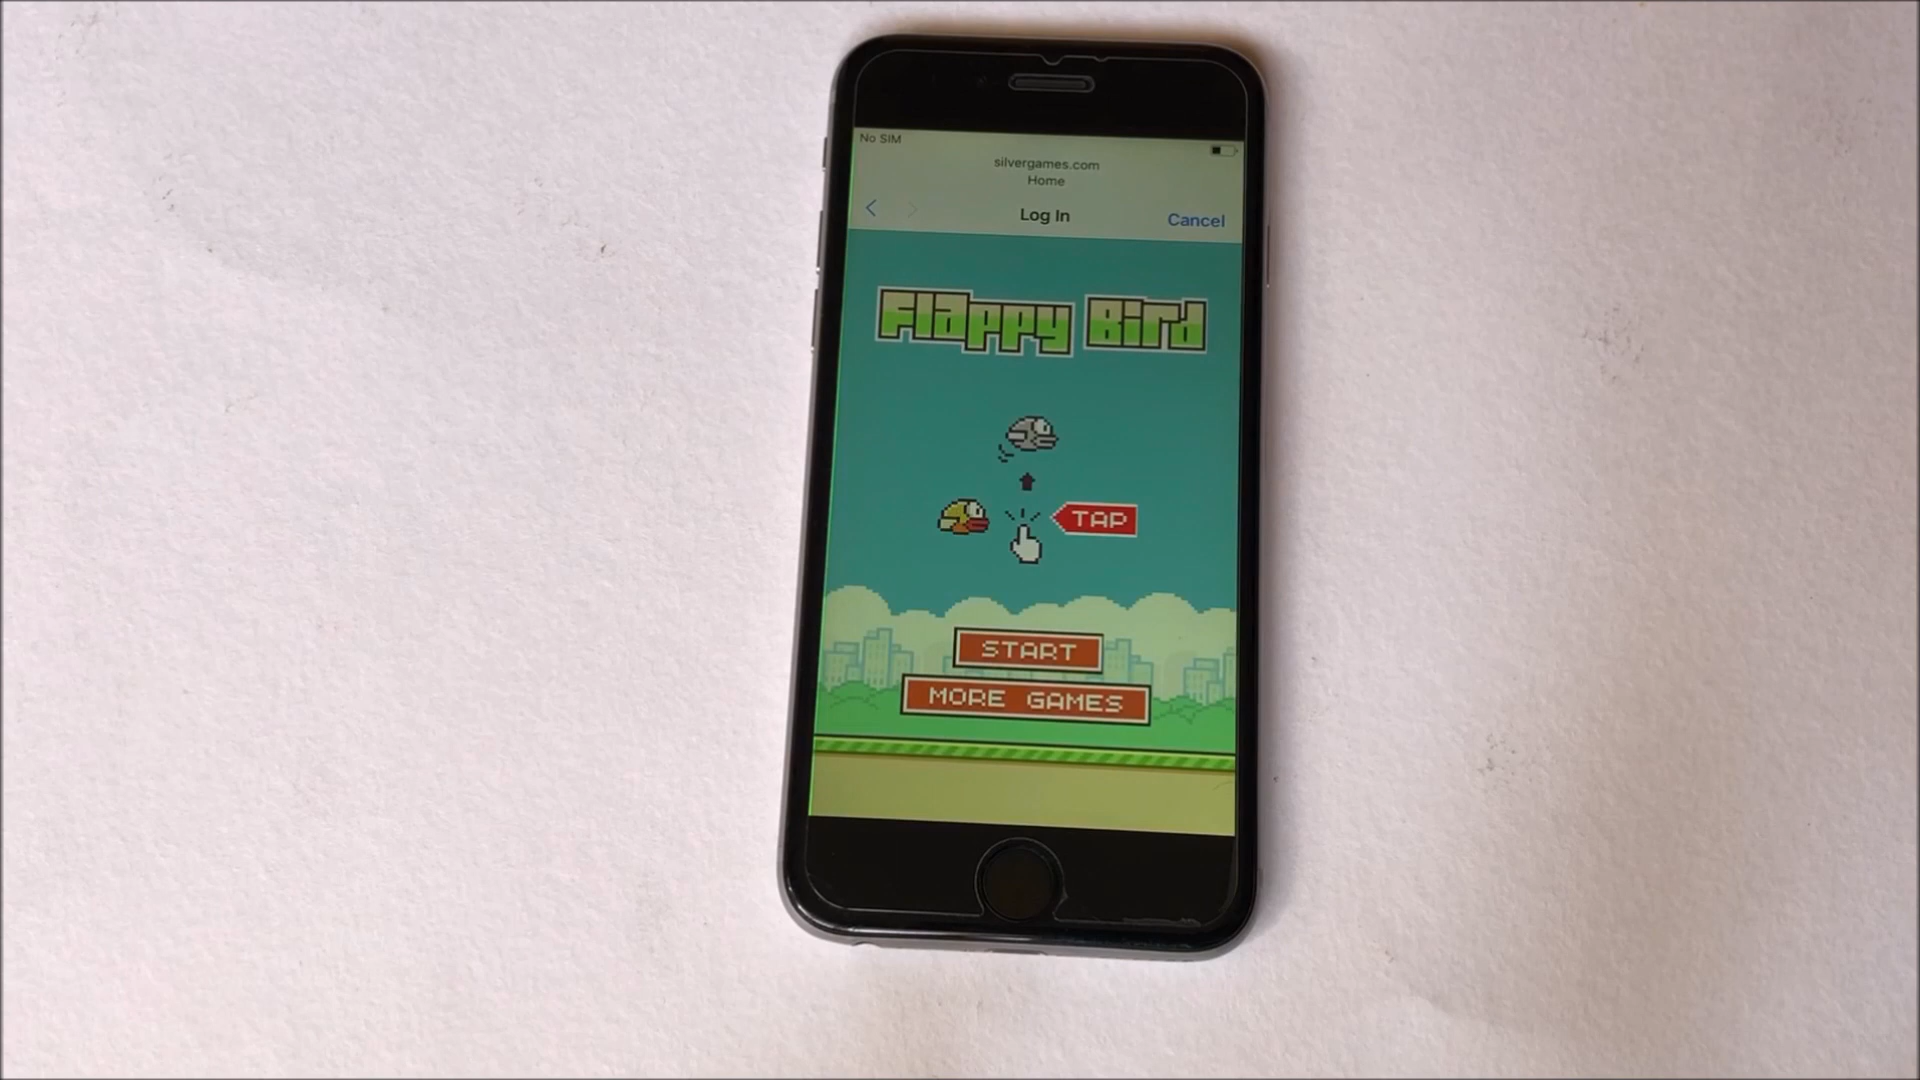 No SIM
silvergames.com
Home
Log In
Cancel
Flappy Bird
TAP
START
MORE GAMES